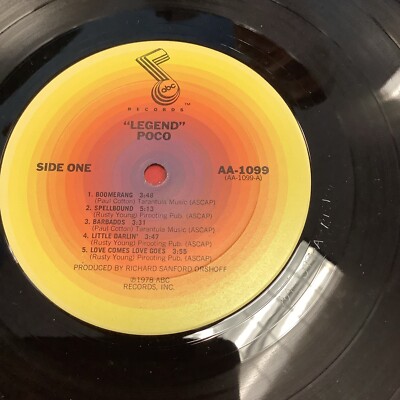 abc
RECORDS™
"LEGEND"
POCO
SIDE ONE
AA-1099
(AA-1099-A)
1. BOOMERANG 3:48
(Paul Cotton) Tarantula Music (ASCAP)
2. SPELLBOUND 5:13
(Rusty Young) Pirooting Pub. (ASCAP)
3. BARBADOS 3:31
(Paul Cotton) Tarantula Music (ASCAP)
4. LITTLE DARLIN' 3:47
(Rusty Young) Pirooting Pub. (ASCAP)
5. LOVE COMES LOVE GOES 3:55
(Rusty Young) Pirooting Pub. (ASCAP)
PRODUCED BY RICHARD SANFORD ORSHOFF
℗1978 ABC
RECORDS, INC.